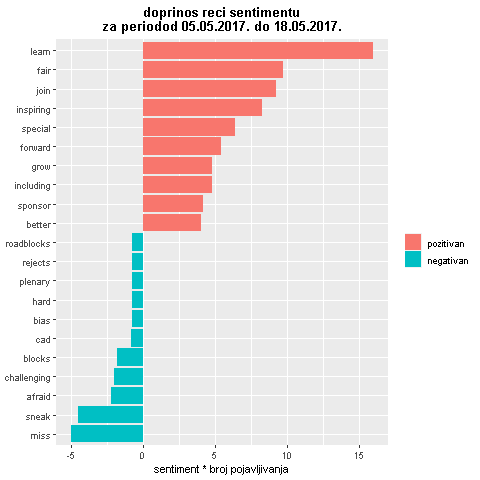 doprinos reci sentimentu
za periodod 05.05.2017. do 18.05.2017.
learn
fair
join
inspiring
special
forward
grow
including
sponsor
better
roadblocks
rejects
plenary
hard
bias
cad
blocks
challenging
afraid
sneak
miss
pozitivan
negativan
-5 0 5 10 15
sentiment * broj pojavljivanja